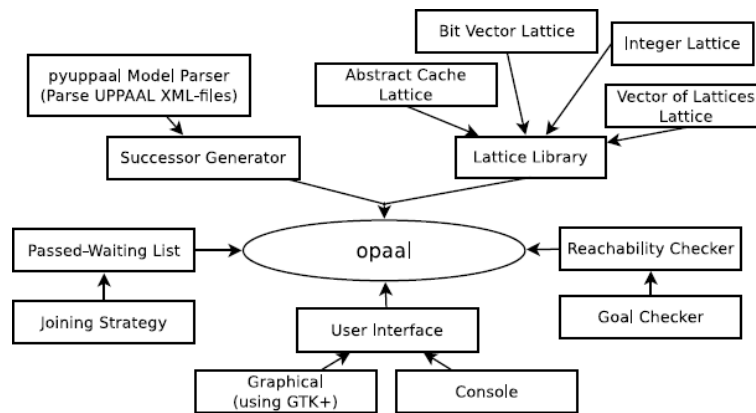 Bit Vector Lattice
Integer Lattice
pyuppaal Model Parser
(Parse UPPAAL XML-files)
Abstract Cache
Lattice
Vector of Lattices
Lattice
Successor Generator
Lattice Library
Passed-Waiting List
opaal
Reachability Checker
Joining Strategy
User Interface
Goal Checker
Graphical
(using GTK+)
Console